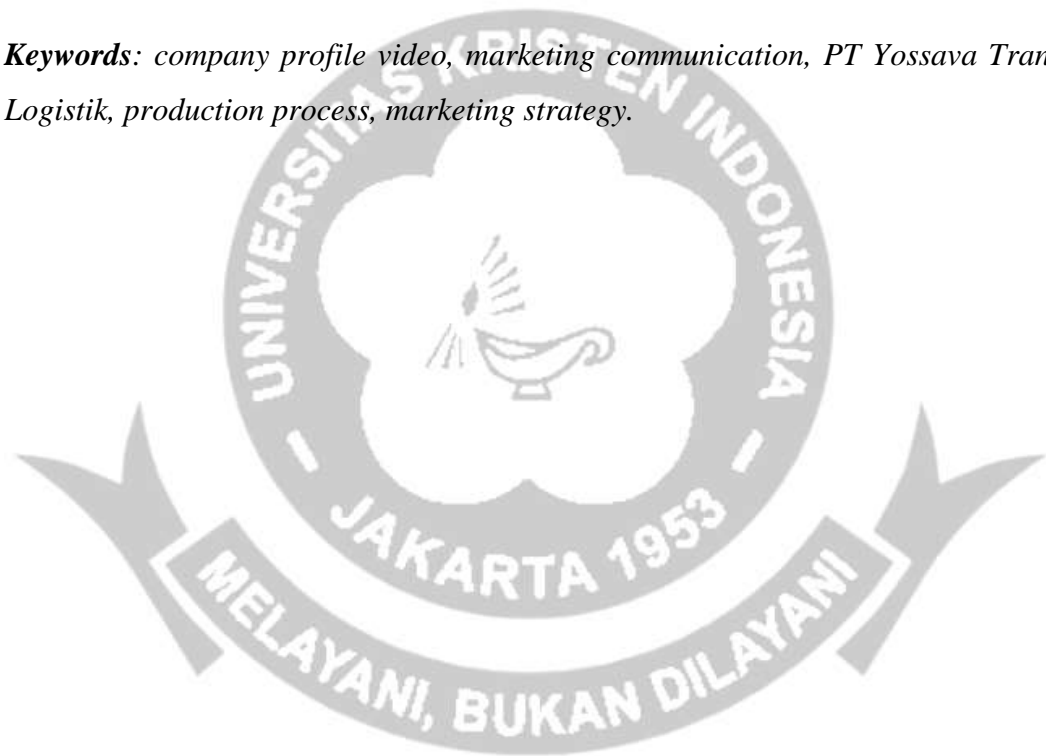 Keywords: company profile video, marketing communication, PT Yossava Tran
Logistik, production process, marketing strategy.
UNIVERSITAS KRISTEN INDONESIA
- JAKARTA 1953 -
MELAYANI, BUKAN DILAYANI